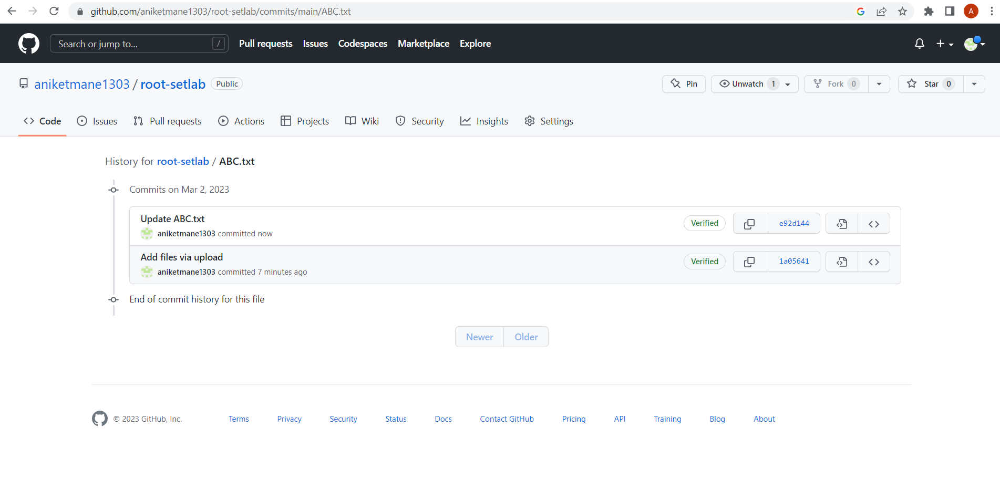 github.com/aniketmane1303/root-setlab/commits/main/ABC.txt
A
Search or jump to... / Pull requests Issues Codespaces Marketplace Explore
aniketmane1303 / root-setlab Public Pin Unwatch 1 Fork 0 Star 0
Code Issues Pull requests Actions Projects Wiki Security Insights Settings
History for root-setlab / ABC.txt
Commits on Mar 2, 2023
Update ABC.txt
aniketmane1303 committed now
Verified e92d144
Add files via upload
aniketmane1303 committed 7 minutes ago
Verified 1a05641
End of commit history for this file
Newer Older
© 2023 GitHub, Inc. Terms Privacy Security Status Docs Contact GitHub Pricing API Training Blog About